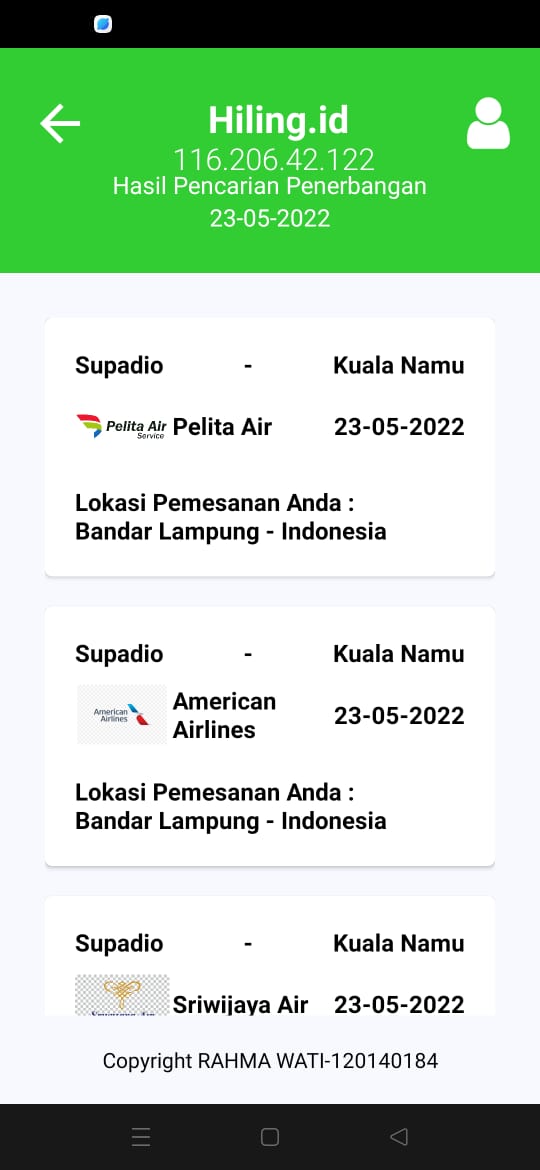 Hiling.id
116.206.42.122
Hasil Pencarian Penerbangan
23-05-2022
Supadio - Kuala Namu
Pelita Air
Service
Pelita Air 23-05-2022
Lokasi Pemesanan Anda :
Bandar Lampung - Indonesia
Supadio - Kuala Namu
American
Airlines
American
Airlines
23-05-2022
Lokasi Pemesanan Anda :
Bandar Lampung - Indonesia
Supadio - Kuala Namu
Sriwijaya Air 23-05-2022
Copyright RAHMA WATI-120140184